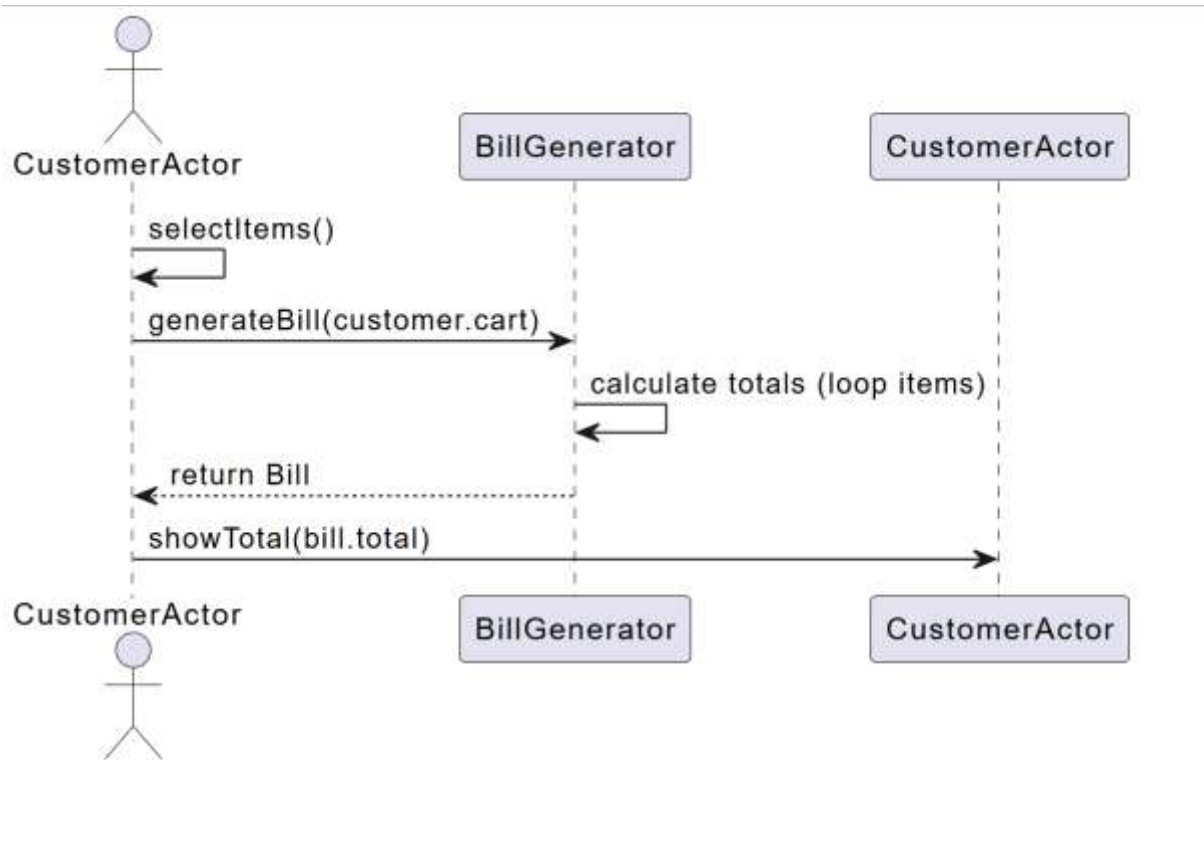 CustomerActor
BillGenerator
CustomerActor
selectItems()
generateBill(customer.cart)
calculate totals (loop items)
return Bill
showTotal(bill.total)
CustomerActor
BillGenerator
CustomerActor